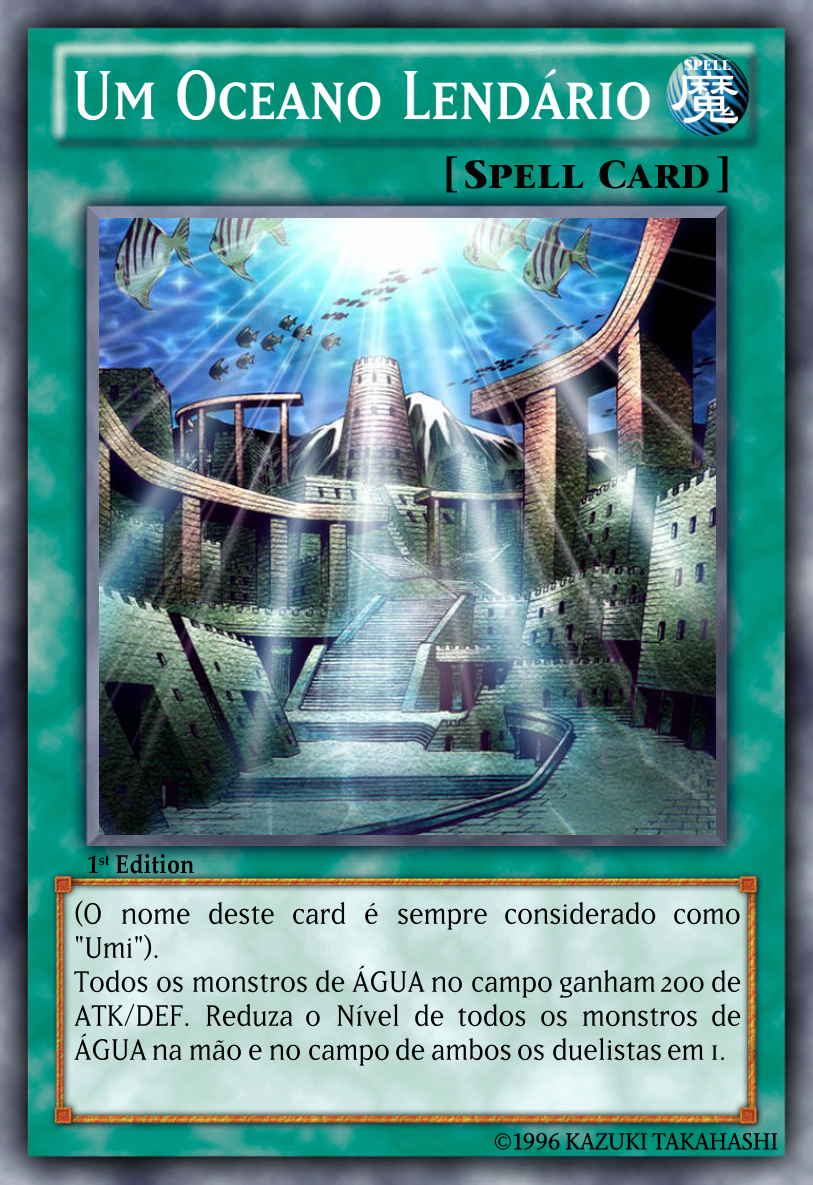 Um Oceano Lendário
SPELL
魔
[Spell Card]
1st Edition
(O nome deste card é sempre considerado como
"Umi").
Todos os monstros de ÁGUA no campo ganham 200 de
ATK/DEF. Reduza o Nível de todos os monstros de
ÁGUA na mão e no campo de ambos os duelistas em 1.
©1996 KAZUKI TAKAHASHI